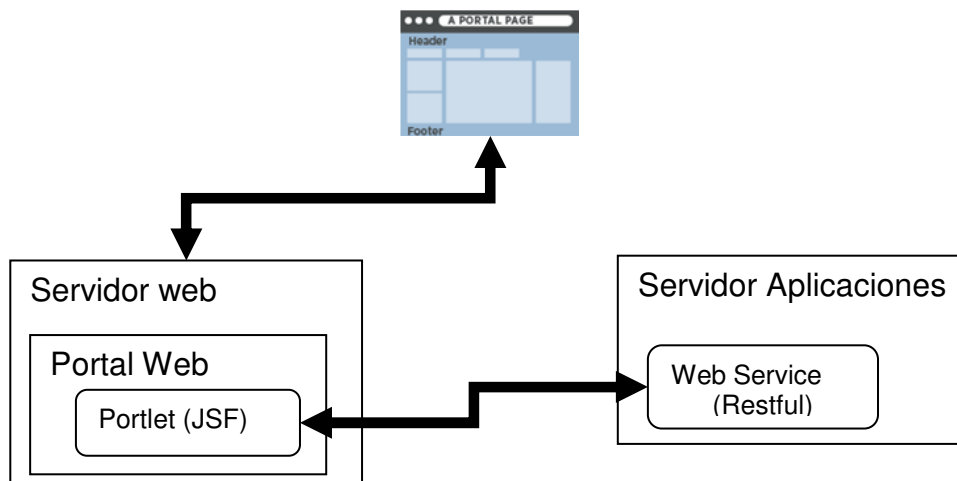 A PORTAL PAGE
Header
Footer
Servidor web
Portal Web
Portlet (JSF)
Servidor Aplicaciones
Web Service
(Restful)